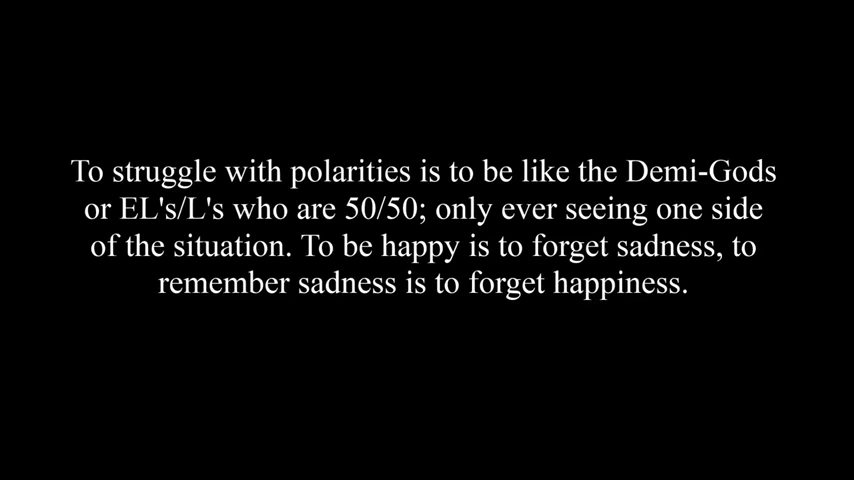 To struggle with polarities is to be like the Demi-Gods
or EL's/L's who are 50/50; only ever seeing one side
of the situation. To be happy is to forget sadness, to
remember sadness is to forget happiness.